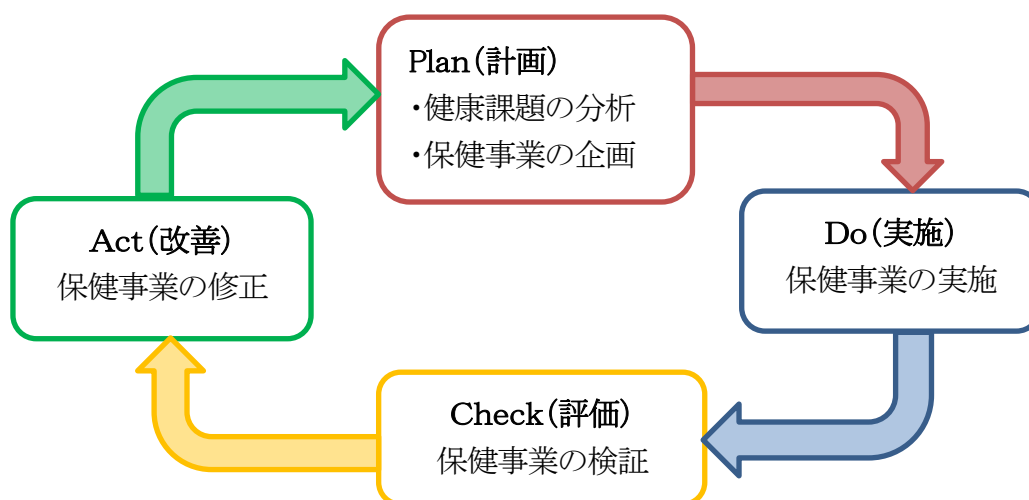 Plan(計画)
・健康課題の分析
・保健事業の企画
Do(実施)
保健事業の実施
Check(評価)
保健事業の検証
Act(改善)
保健事業の修正